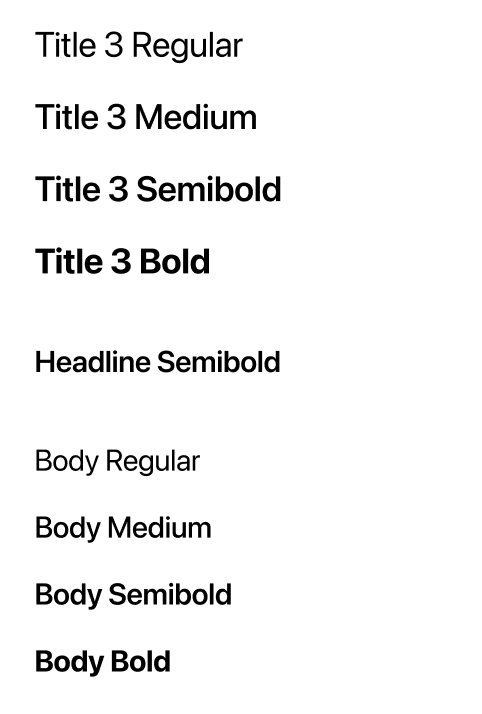 Title 3 Regular
Title 3 Medium
Title 3 Semibold
Title 3 Bold
Headline Semibold
Body Regular
Body Medium
Body Semibold
Body Bold